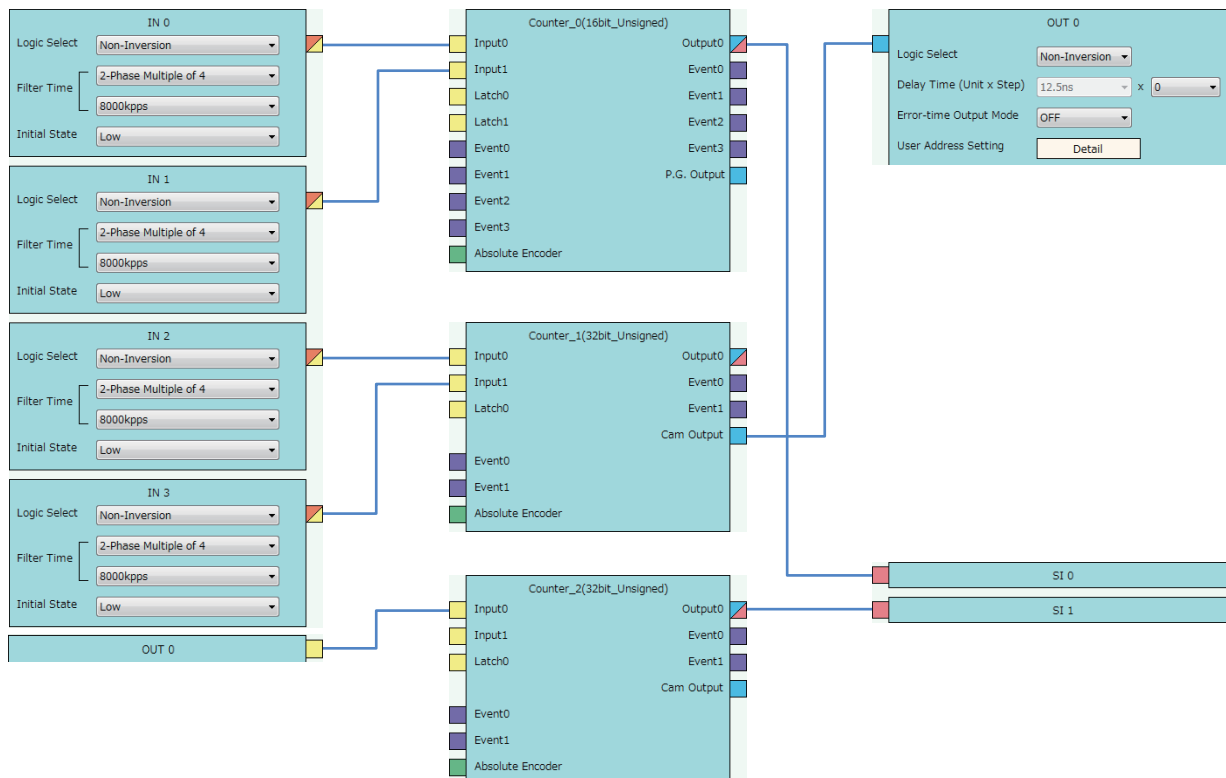 IN 0
Logic Select Non-Inversion
Filter Time 2-Phase Multiple of 4
8000kpps
Initial State Low
IN 1
Logic Select Non-Inversion
Filter Time 2-Phase Multiple of 4
8000kpps
Initial State Low
IN 2
Logic Select Non-Inversion
Filter Time 2-Phase Multiple of 4
8000kpps
Initial State Low
IN 3
Logic Select Non-Inversion
Filter Time 2-Phase Multiple of 4
8000kpps
Initial State Low
OUT 0
Counter_0(16bit_Unsigned)
Input0 Output0
Input1 Event0
Latch0 Event1
Latch1 Event2
Event0 Event3
Event1 P.G. Output
Event2
Event3
Absolute Encoder
Counter_1(32bit_Unsigned)
Input0 Output0
Input1 Event0
Latch0 Event1
Cam Output
Event0
Event1
Absolute Encoder
Counter_2(32bit_Unsigned)
Input0 Output0
Input1 Event0
Latch0 Event1
Cam Output
Event0
Event1
Absolute Encoder
OUT 0
Logic Select Non-Inversion
Delay Time (Unit x Step) 12.5ns x 0
Error-time Output Mode OFF
User Address Setting Detail
SI 0
SI 1